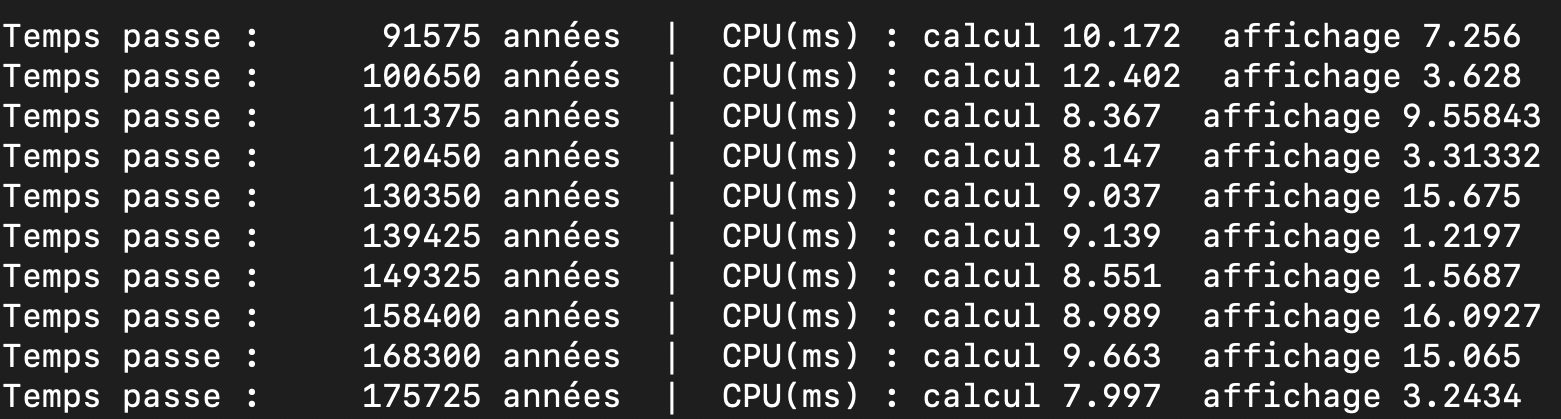 Temps passe :      91575 années  |  CPU(ms) : calcul 10.172  affichage 7.256
Temps passe :     100650 années  |  CPU(ms) : calcul 12.402  affichage 3.628
Temps passe :     111375 années  |  CPU(ms) : calcul 8.367  affichage 9.55843
Temps passe :     120450 années  |  CPU(ms) : calcul 8.147  affichage 3.31332
Temps passe :     130350 années  |  CPU(ms) : calcul 9.037  affichage 15.675
Temps passe :     139425 années  |  CPU(ms) : calcul 9.139  affichage 1.2197
Temps passe :     149325 années  |  CPU(ms) : calcul 8.551  affichage 1.5687
Temps passe :     158400 années  |  CPU(ms) : calcul 8.989  affichage 16.0927
Temps passe :     168300 années  |  CPU(ms) : calcul 9.663  affichage 15.065
Temps passe :     175725 années  |  CPU(ms) : calcul 7.997  affichage 3.2434